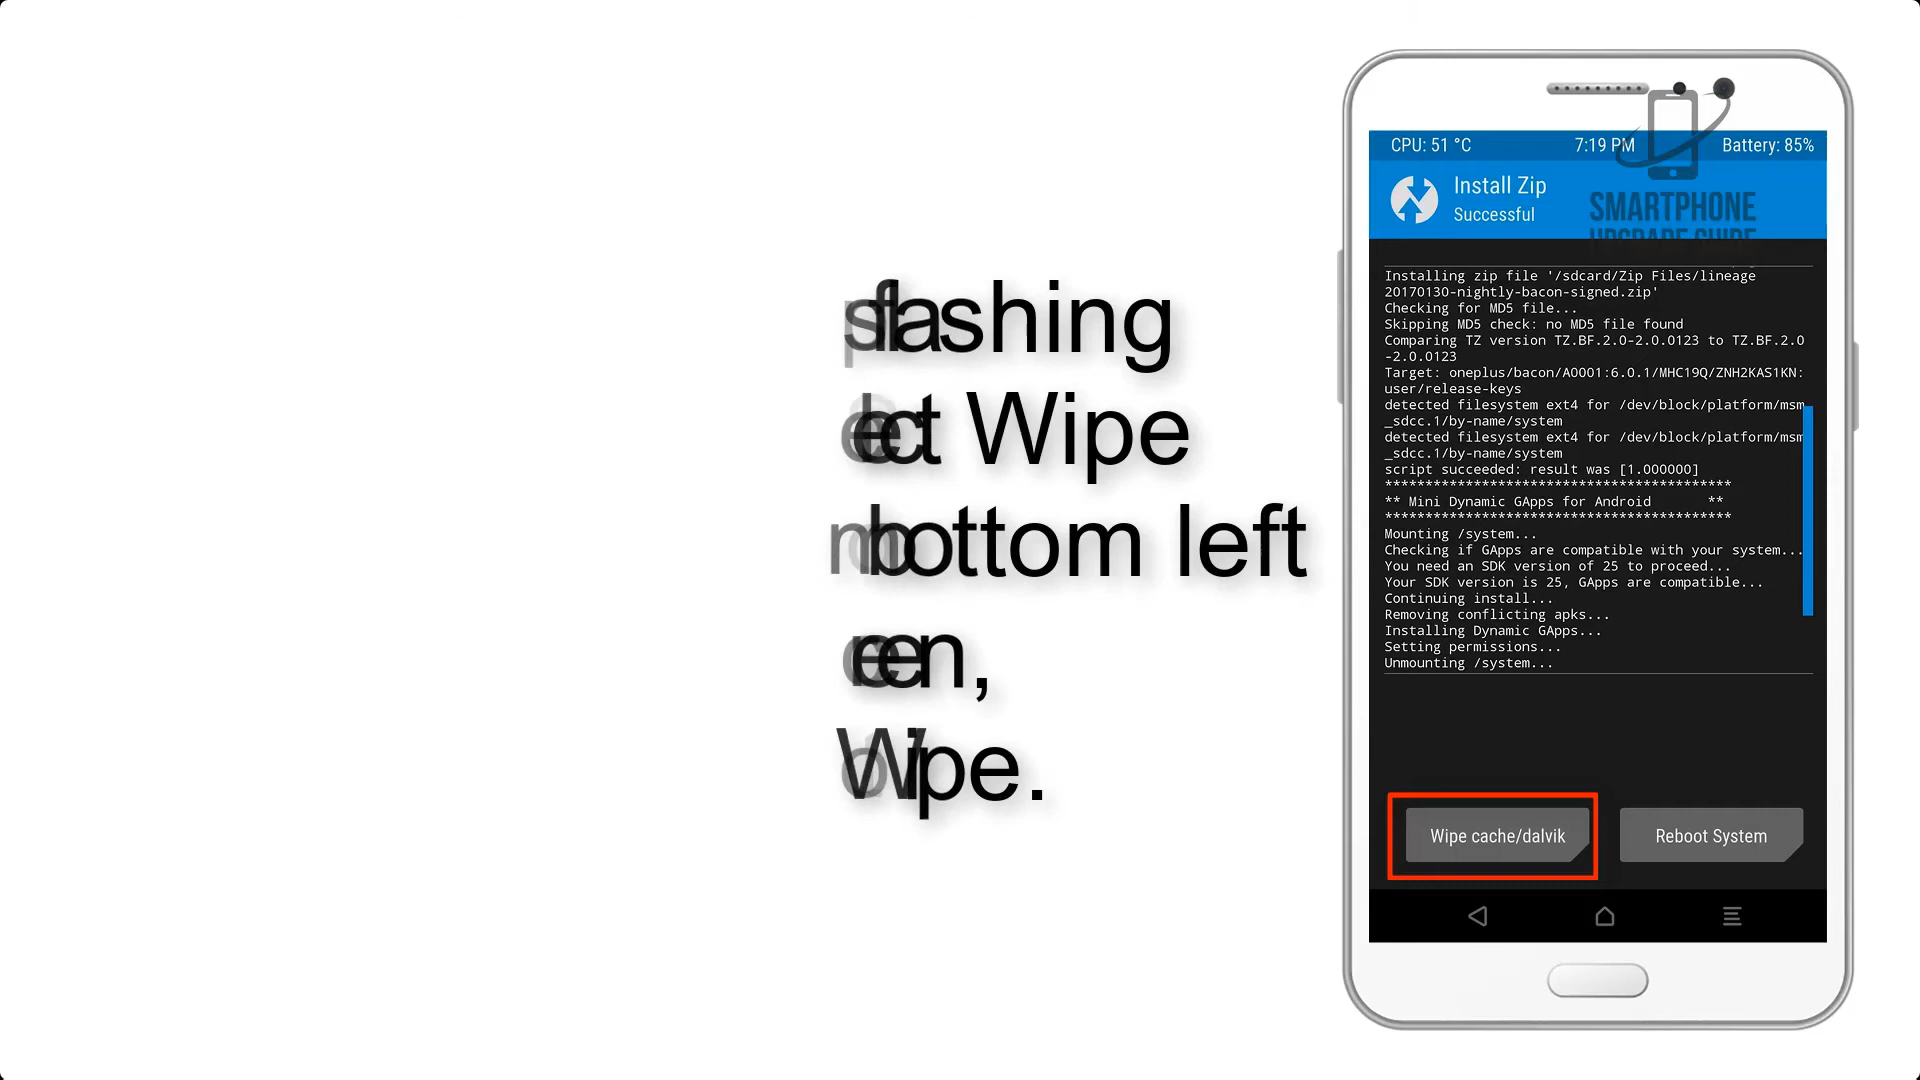 flashing
Wipe
bottom left
Wipe.
CPU: 51 °C 7:19 PM Battery: 85%
Install Zip
Successful
SMARTPHONE
UPGRADE GUIDE
Installing zip file '/sdcard/Zip Files/lineage
20170130-nightly-bacon-signed.zip'
Checking for MD5 file...
Skipping MD5 check: no MD5 file found
Comparing TZ version TZ.BF.2.0-2.0.0123 to TZ.BF.2.0
-2.0.0123
Target: oneplus/bacon/A0001:6.0.1/MHC19Q/ZNH2KAS1KN:
user/release-keys
detected filesystem ext4 for /dev/block/platform/msm
_sdcc.1/by-name/system
detected filesystem ext4 for /dev/block/platform/msm
_sdcc.1/by-name/system
script succeeded: result was [1.000000]
*******************************************
** Mini Dynamic GApps for Android **
*******************************************
Mounting /system...
Checking if GApps are compatible with your system...
You need an SDK version of 25 to proceed...
Your SDK version is 25, GApps are compatible...
Continuing install...
Removing conflicting apks...
Installing Dynamic GApps...
Setting permissions...
Unmounting /system...
Wipe cache/dalvik
Reboot System